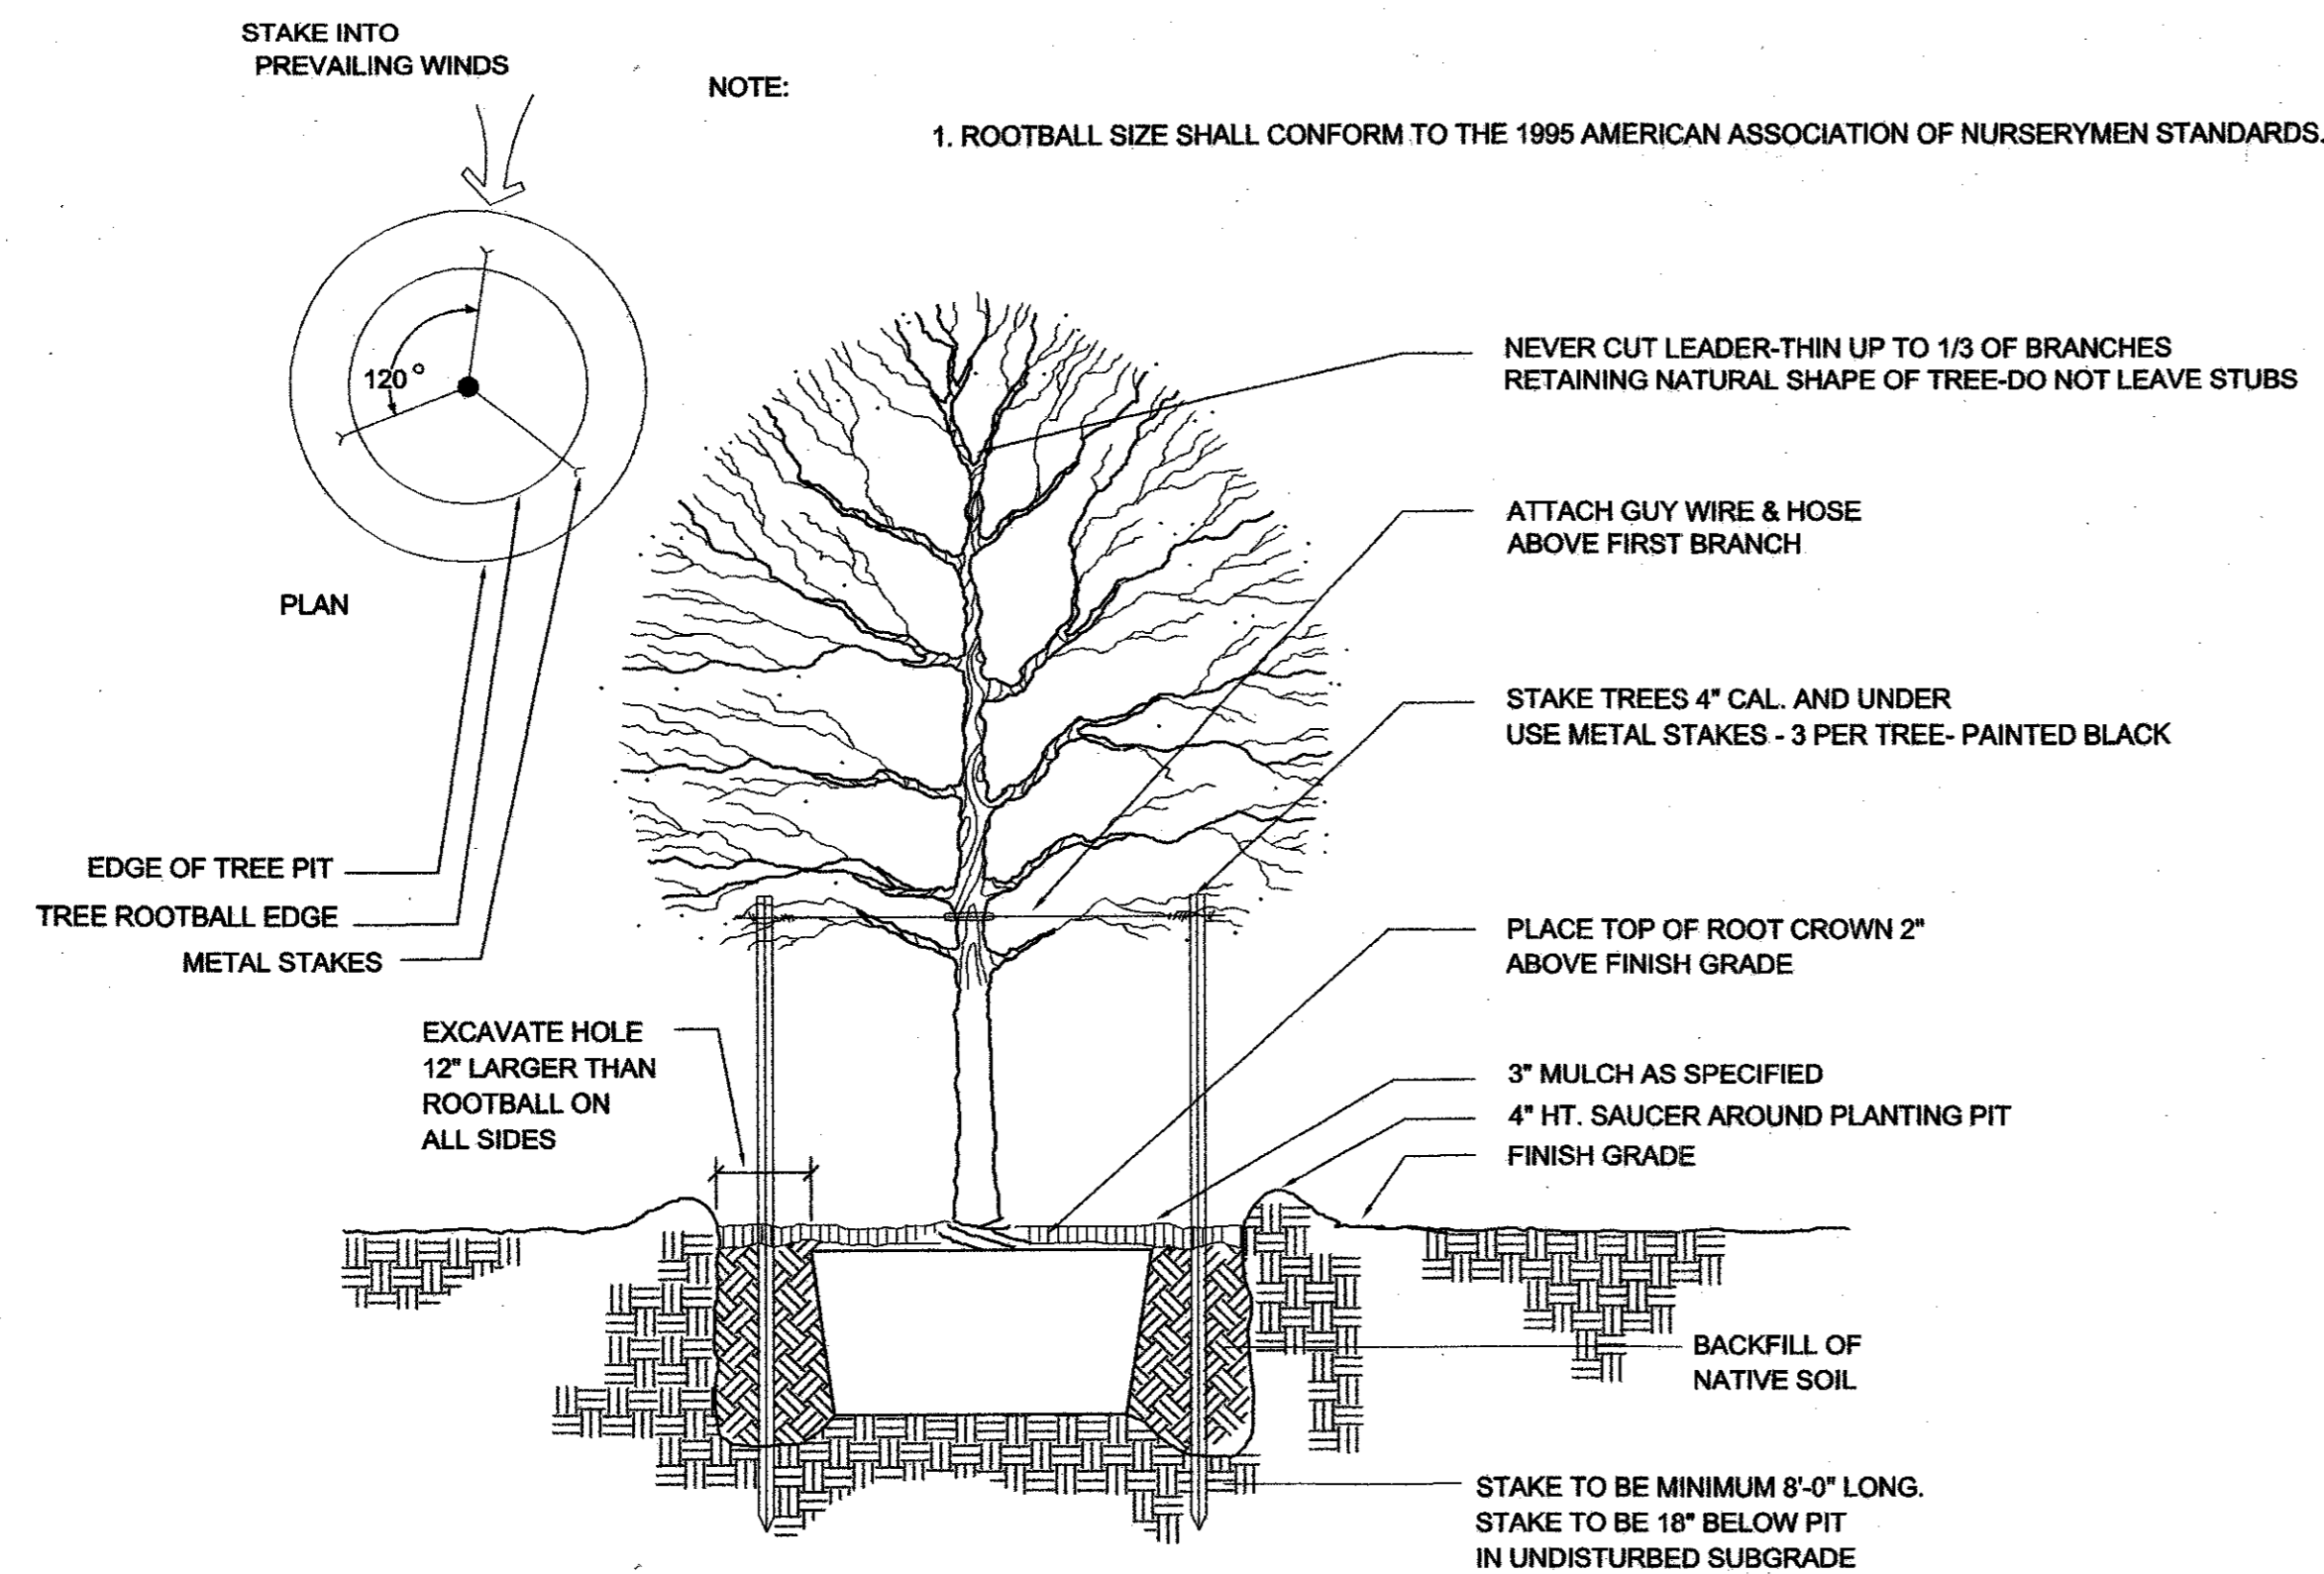 STAKE INTO
PREVAILING WINDS
NOTE:
1. ROOTBALL SIZE SHALL CONFORM TO THE 1995 AMERICAN ASSOCIATION OF NURSERYMEN STANDARDS.
120°
PLAN
EDGE OF TREE PIT
TREE ROOTBALL EDGE
METAL STAKES
EXCAVATE HOLE
12" LARGER THAN
ROOTBALL ON
ALL SIDES
NEVER CUT LEADER-THIN UP TO 1/3 OF BRANCHES
RETAINING NATURAL SHAPE OF TREE-DO NOT LEAVE STUBS
ATTACH GUY WIRE & HOSE
ABOVE FIRST BRANCH
STAKE TREES 4" CAL. AND UNDER
USE METAL STAKES - 3 PER TREE- PAINTED BLACK
PLACE TOP OF ROOT CROWN 2"
ABOVE FINISH GRADE
3" MULCH AS SPECIFIED
4" HT. SAUCER AROUND PLANTING PIT
FINISH GRADE
BACKFILL OF
NATIVE SOIL
STAKE TO BE MINIMUM 8'-0" LONG.
STAKE TO BE 18" BELOW PIT
IN UNDISTURBED SUBGRADE